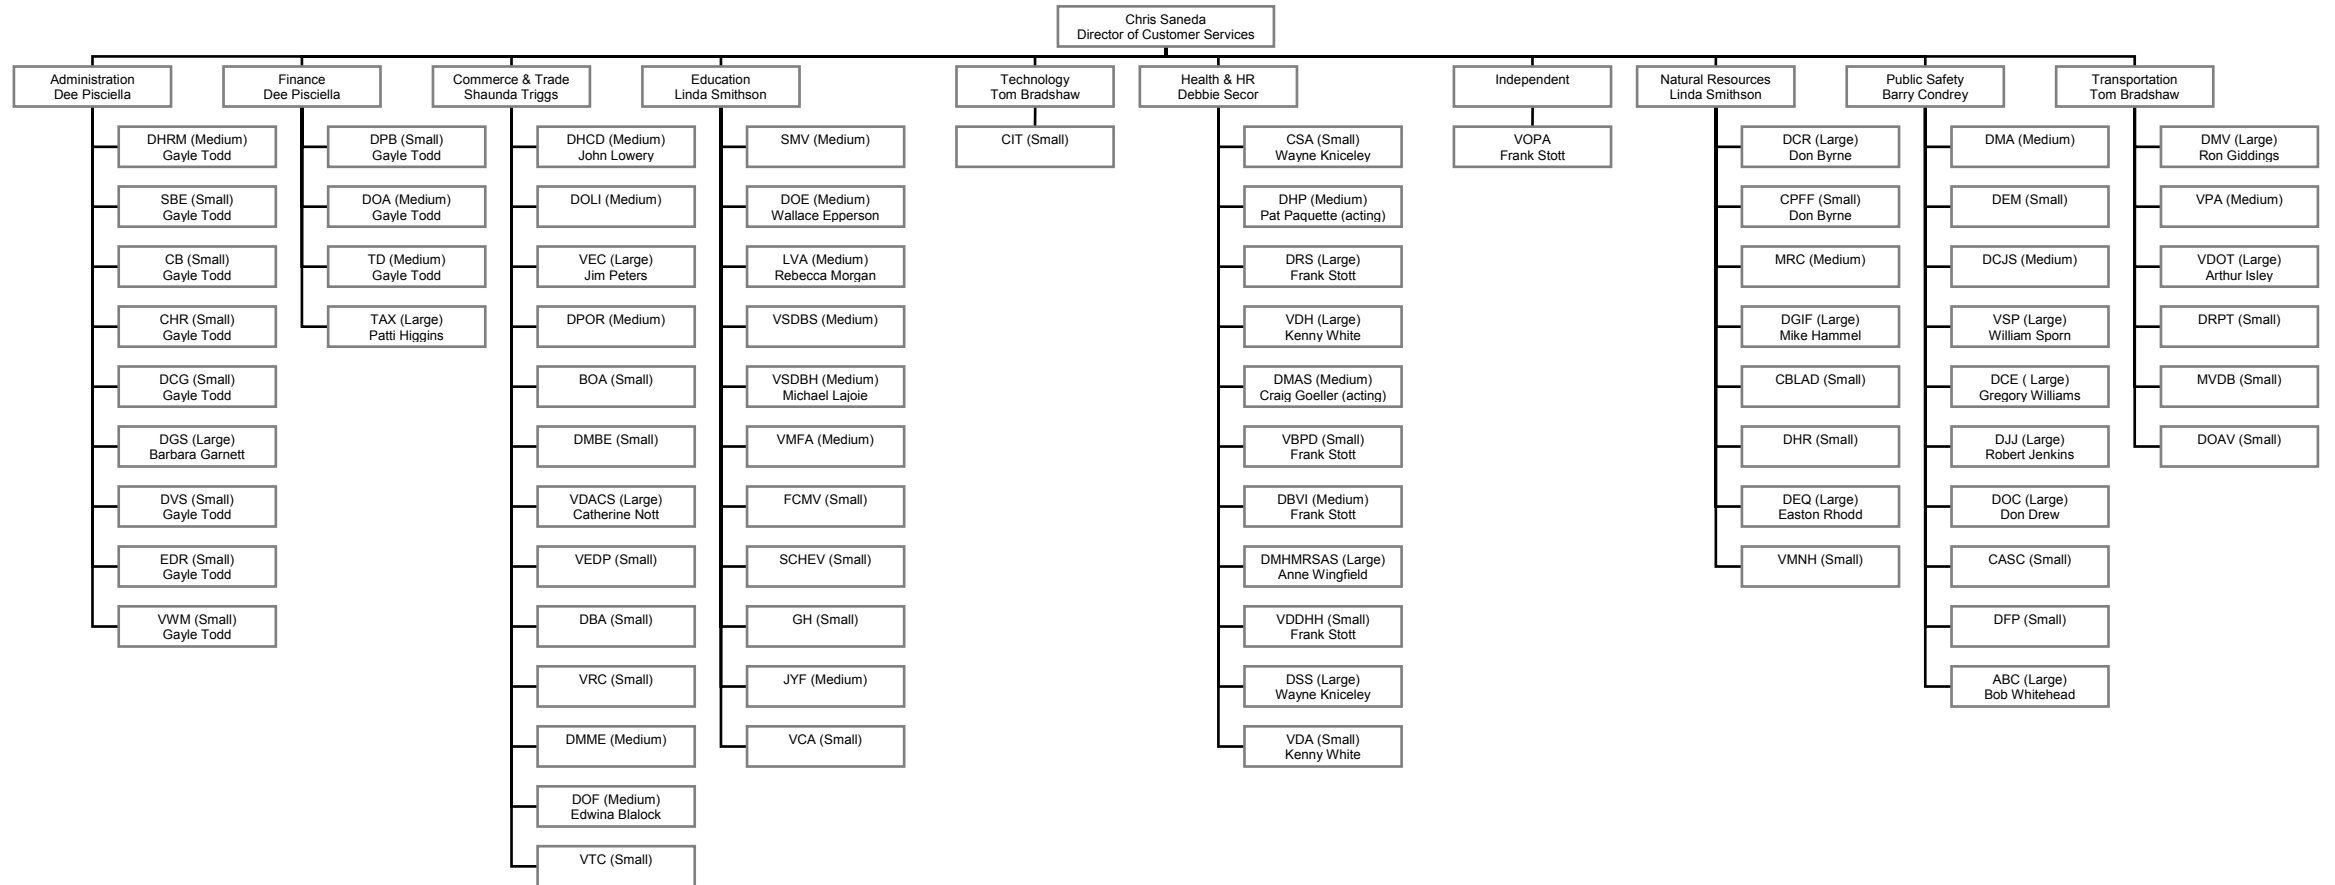 Chris Saneda
Director of Customer Services
Administration
Dee Pisciella
DHRM (Medium)
Gayle Todd
SBE (Small)
Gayle Todd
CB (Small)
Gayle Todd
CHR (Small)
Gayle Todd
DCG (Small)
Gayle Todd
DGS (Large)
Barbara Garnett
DVS (Small)
Gayle Todd
EDR (Small)
Gayle Todd
VWM (Small)
Gayle Todd
Finance
Dee Pisciella
DPB (Small)
Gayle Todd
DOA (Medium)
Gayle Todd
TD (Medium)
Gayle Todd
TAX (Large)
Patti Higgins
Commerce & Trade
Shaunda Triggs
DHCD (Medium)
John Lowery
DOLI (Medium)
VEC (Large)
Jim Peters
DPOR (Medium)
BOA (Small)
DMBE (Small)
VDACS (Large)
Catherine Nott
VEDP (Small)
DBA (Small)
VRC (Small)
DMME (Medium)
DOF (Medium)
Edwina Blalock
VTC (Small)
Education
Linda Smithson
SMV (Medium)
DOE (Medium)
Wallace Epperson
LVA (Medium)
Rebecca Morgan
VSDBS (Medium)
VSDBH (Medium)
Michael Lajoie
VMFA (Medium)
FCMV (Small)
SCHEV (Small)
GH (Small)
JYF (Medium)
VCA (Small)
Technology
Tom Bradshaw
CIT (Small)
Health & HR
Debbie Secor
CSA (Small)
Wayne Kniceley
DHP (Medium)
Pat Paquette (acting)
DRS (Large)
Frank Stott
VDH (Large)
Kenny White
DMAS (Medium)
Craig Goeller (acting)
VBPD (Small)
Frank Stott
DBVI (Medium)
Frank Stott
DMHMRSAS (Large)
Anne Wingfield
VDDHH (Small)
Frank Stott
DSS (Large)
Wayne Kniceley
VDA (Small)
Kenny White
Independent
VOPA
Frank Stott
Natural Resources
Linda Smithson
DCR (Large)
Don Byrne
CPFF (Small)
Don Byrne
MRC (Medium)
DGIF (Large)
Mike Hammel
CBLAD (Small)
DHR (Small)
DEQ (Large)
Easton Rhodd
VMNH (Small)
Public Safety
Barry Condrey
DMA (Medium)
DEM (Small)
DCJS (Medium)
VSP (Large)
William Sporn
DCE ( Large)
Gregory Williams
DJJ (Large)
Robert Jenkins
DOC (Large)
Don Drew
CASC (Small)
DFP (Small)
ABC (Large)
Bob Whitehead
Transportation
Tom Bradshaw
DMV (Large)
Ron Giddings
VPA (Medium)
VDOT (Large)
Arthur Isley
DRPT (Small)
MVDB (Small)
DOAV (Small)